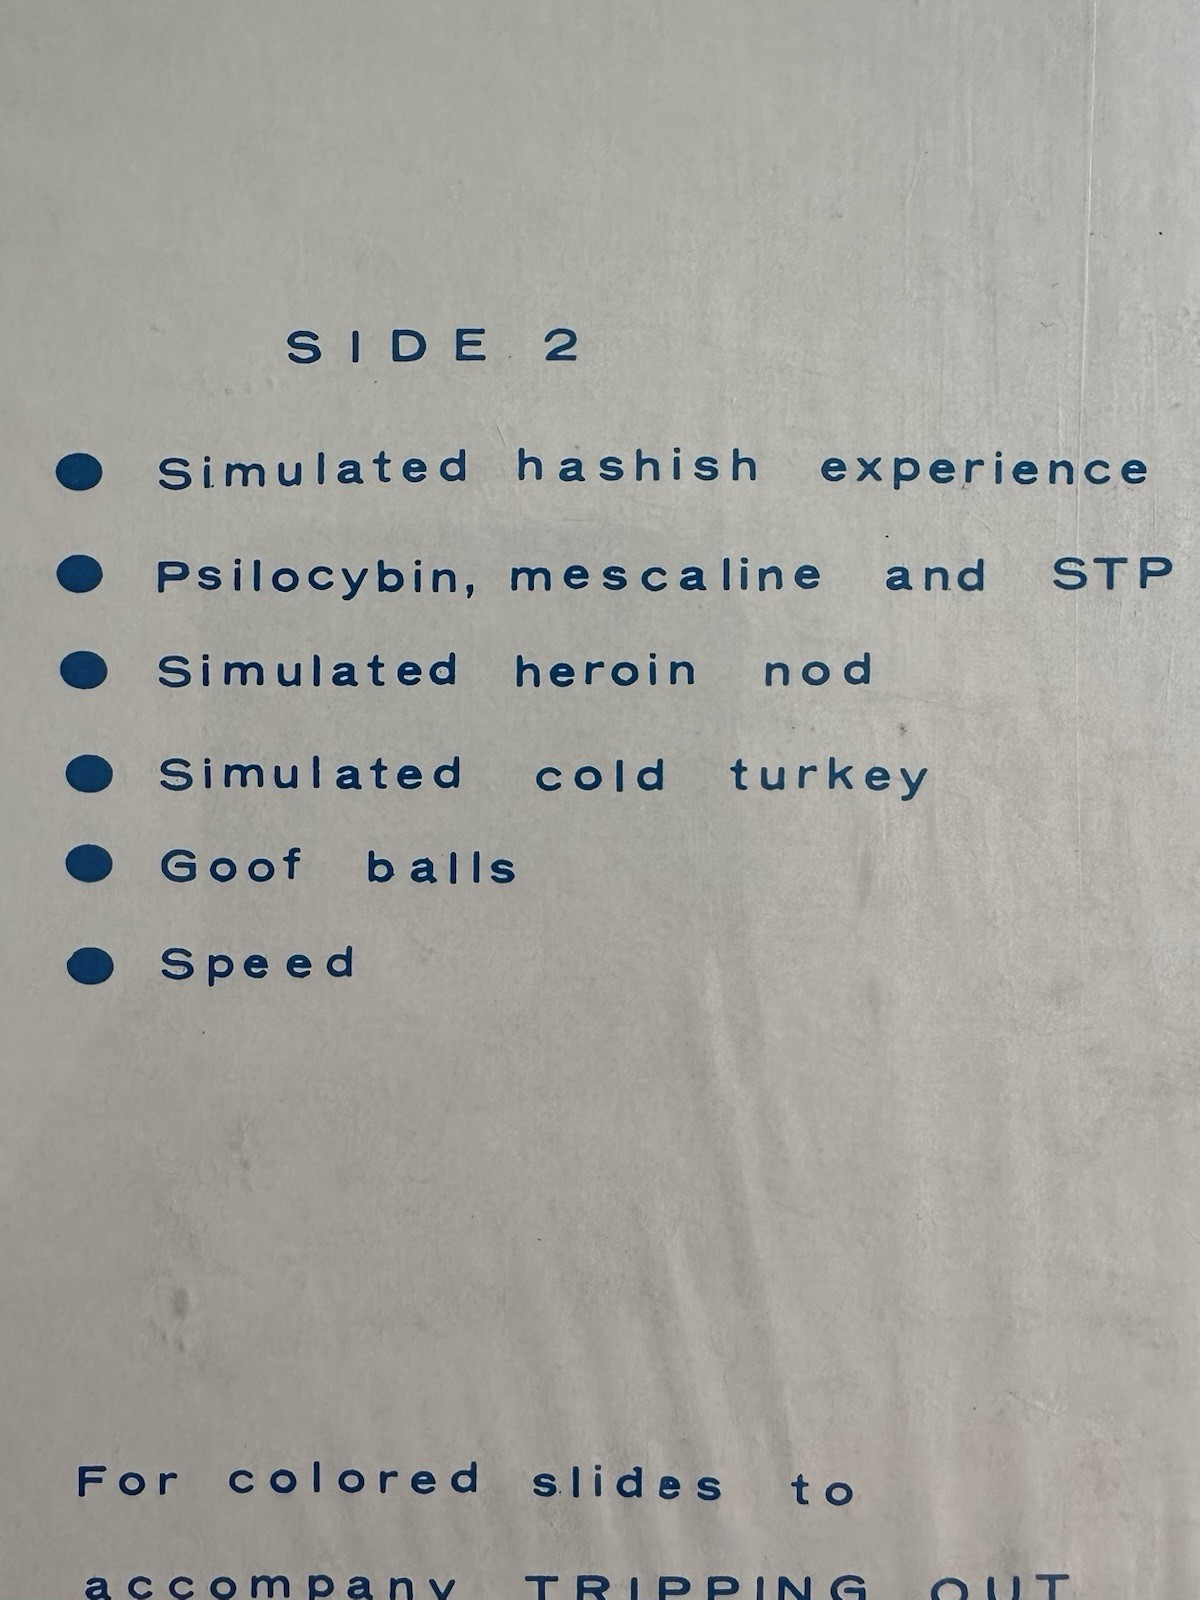 SIDE 2
● Simulated hashish experience
● Psilocybin, mescaline and STP
● Simulated heroin nod
● Simulated cold turkey
● Goof balls
● Speed
For colored slides to
accompany TRIPPING OUT